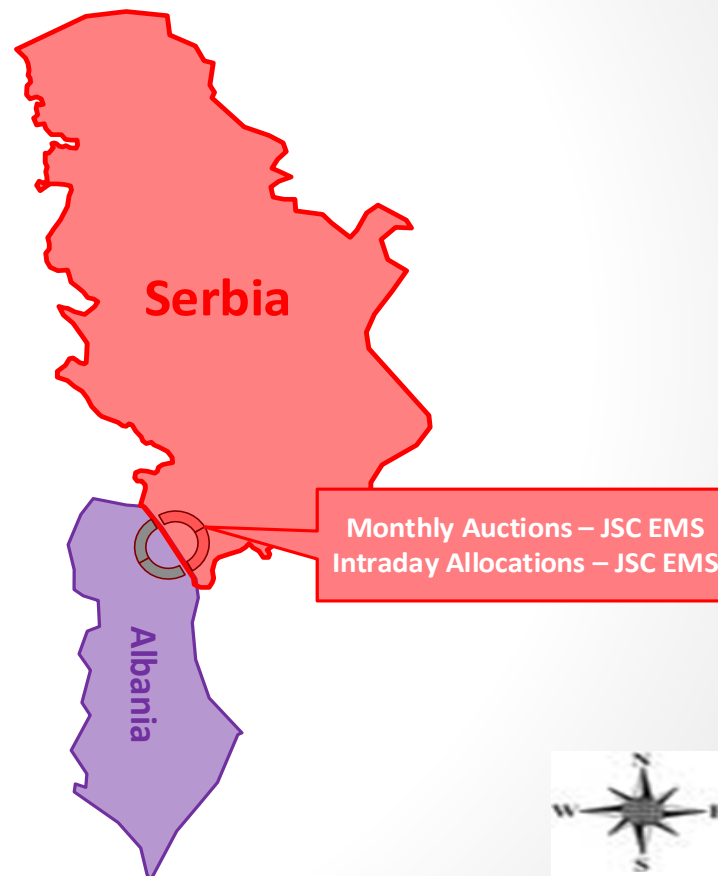 Serbia
Monthly Auctions – JSC EMS
Intraday Allocations – JSC EMS
Albania
N
W E
S